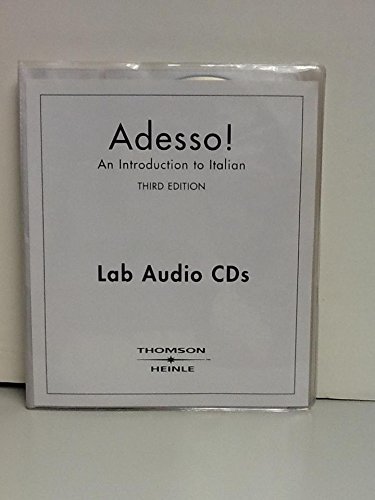 Adesso!
An Introduction to Italian
THIRD EDITION
Lab Audio CDs
THOMSON
HEINLE